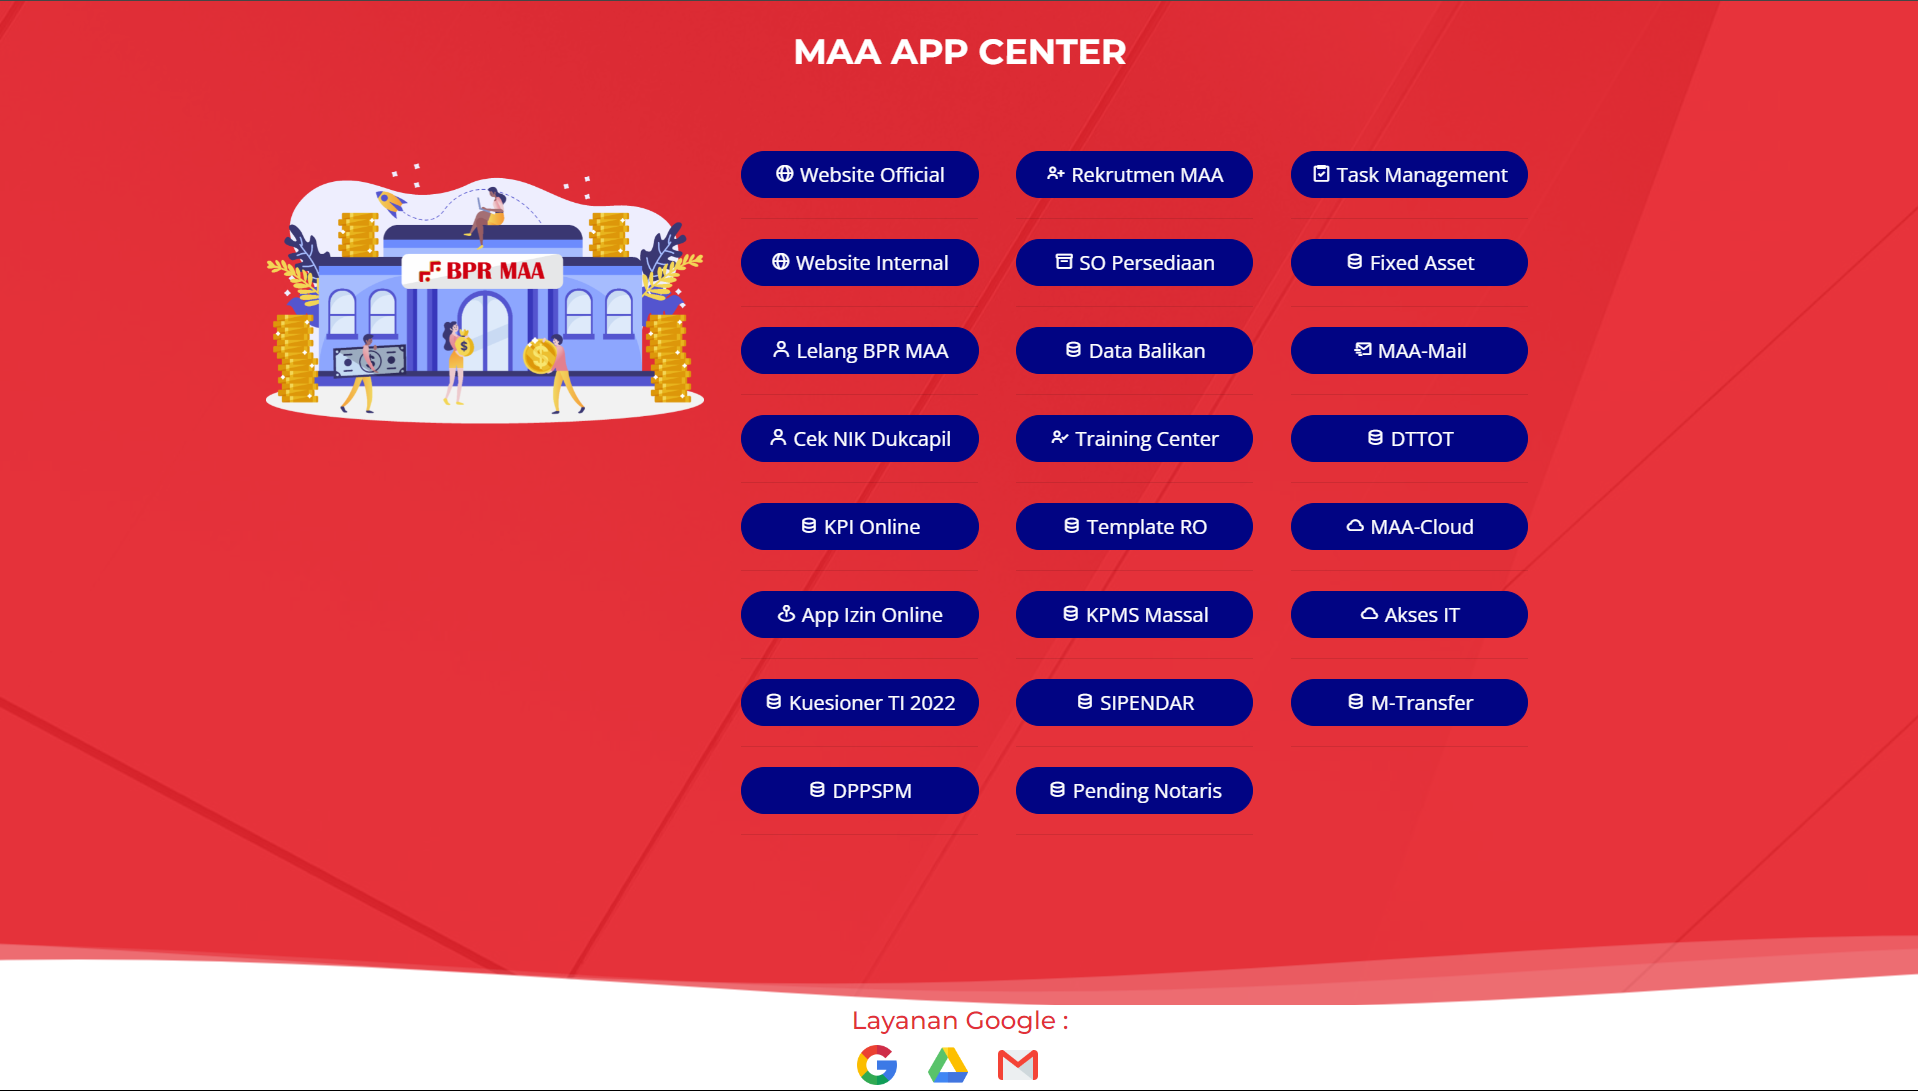 MAA APP CENTER
BPR MAA
Website Official
Rekrutmen MAA
Task Management
Website Internal
SO Persediaan
Fixed Asset
Lelang BPR MAA
Data Balikan
MAA-Mail
Cek NIK Dukcapil
Training Center
DTTOT
KPI Online
Template RO
MAA-Cloud
App Izin Online
KPMS Massal
Akses IT
Kuesioner TI 2022
SIPENDAR
M-Transfer
DPPSPM
Pending Notaris
Layanan Google :